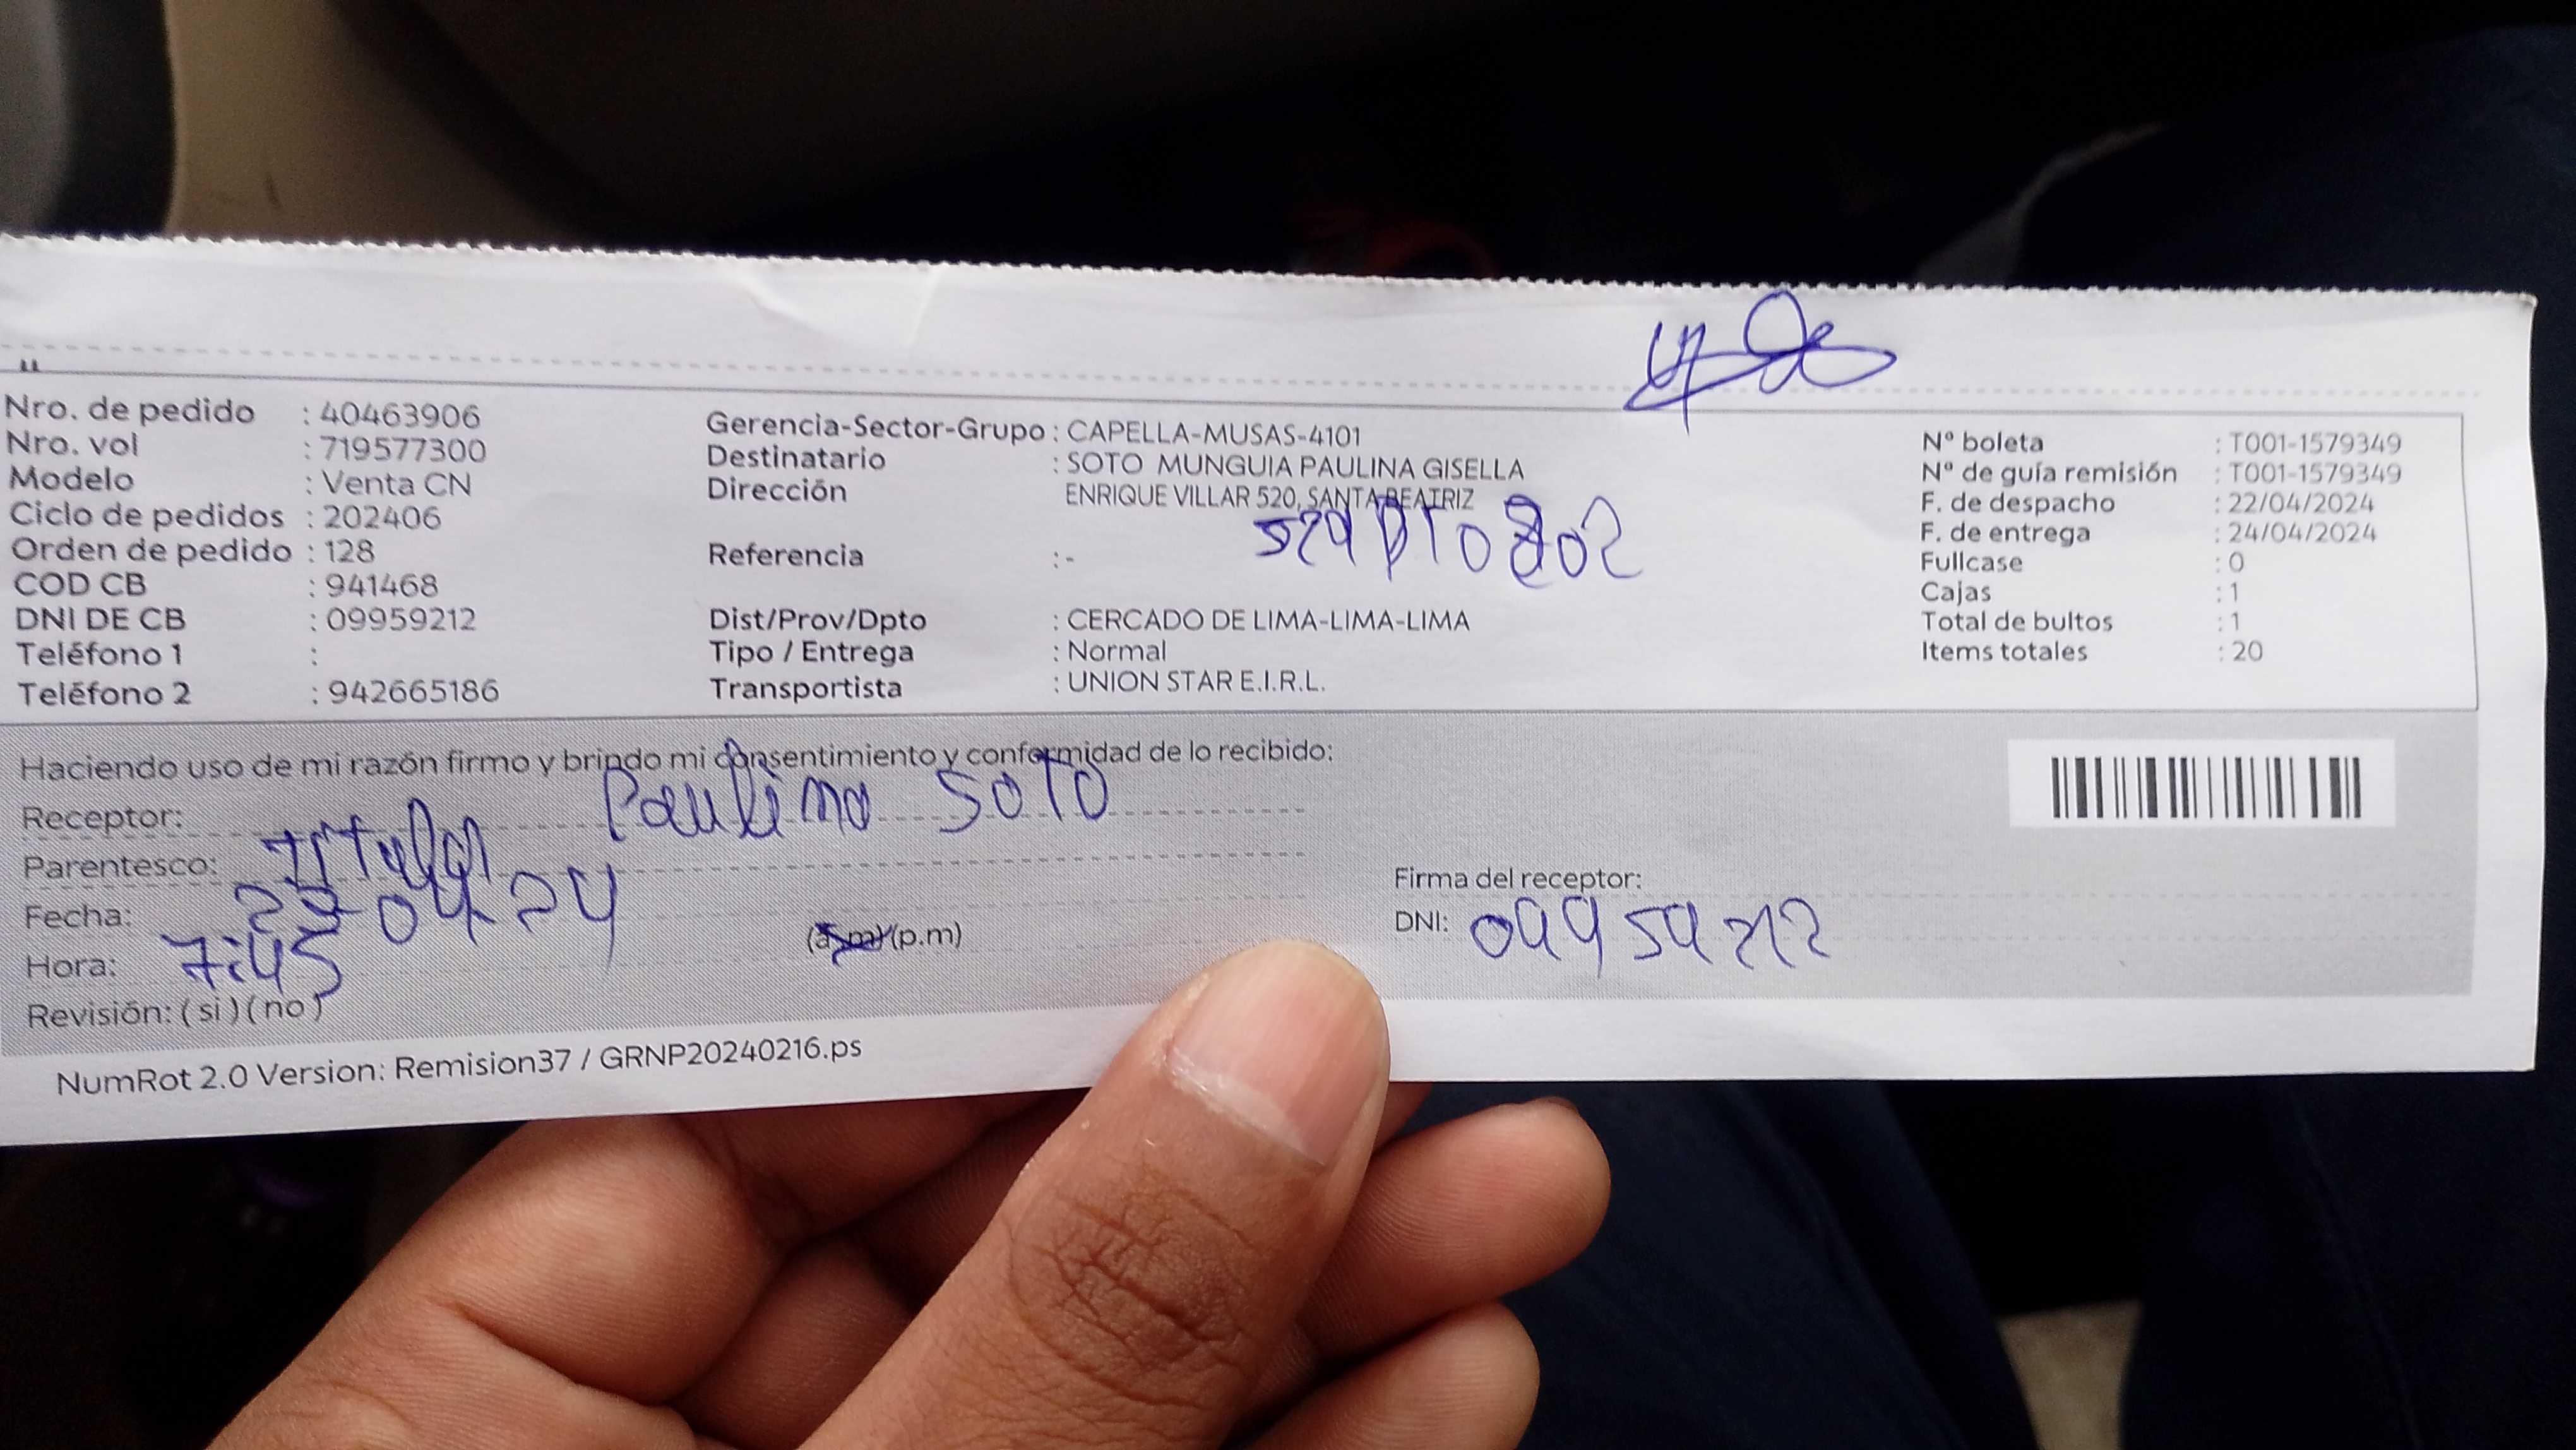 Nro. de pedido : 40463906
Nro. vol : 719577300
Modelo : Venta CN
Ciclo de pedidos : 202406
Orden de pedido : 128
COD CB : 941468
DNI DE CB : 09959212
Teléfono 1 :
Teléfono 2 : 942665186
Gerencia-Sector-Grupo : CAPELLA-MUSAS-4101
Destinatario : SOTO MUNGUIA PAULINA GISELLA
Dirección ENRIQUE VILLAR 520, SANTA BEATRIZ
Referencia : -
Dist/Prov/Dpto : CERCADO DE LIMA-LIMA-LIMA
Tipo / Entrega : Normal
Transportista : UNION STAR E.I.R.L.
N° boleta : T001-1579349
N° de guía remisión : T001-1579349
F. de despacho : 22/04/2024
F. de entrega : 24/04/2024
Fullcase : 0
Cajas : 1
Total de bultos : 1
Items totales : 20
Haciendo uso de mi razón firmo y brindo mi consentimiento y conformidad de lo recibido:
Receptor: Paulina SOTO
Parentesco:
Fecha: 04 24
Hora: 7:45 (a.m) (p.m)
Revisión: ( si ) ( no )
Firma del receptor:
DNI: 09959212
NumRot 2.0 Version: Remision37 / GRNP20240216.ps